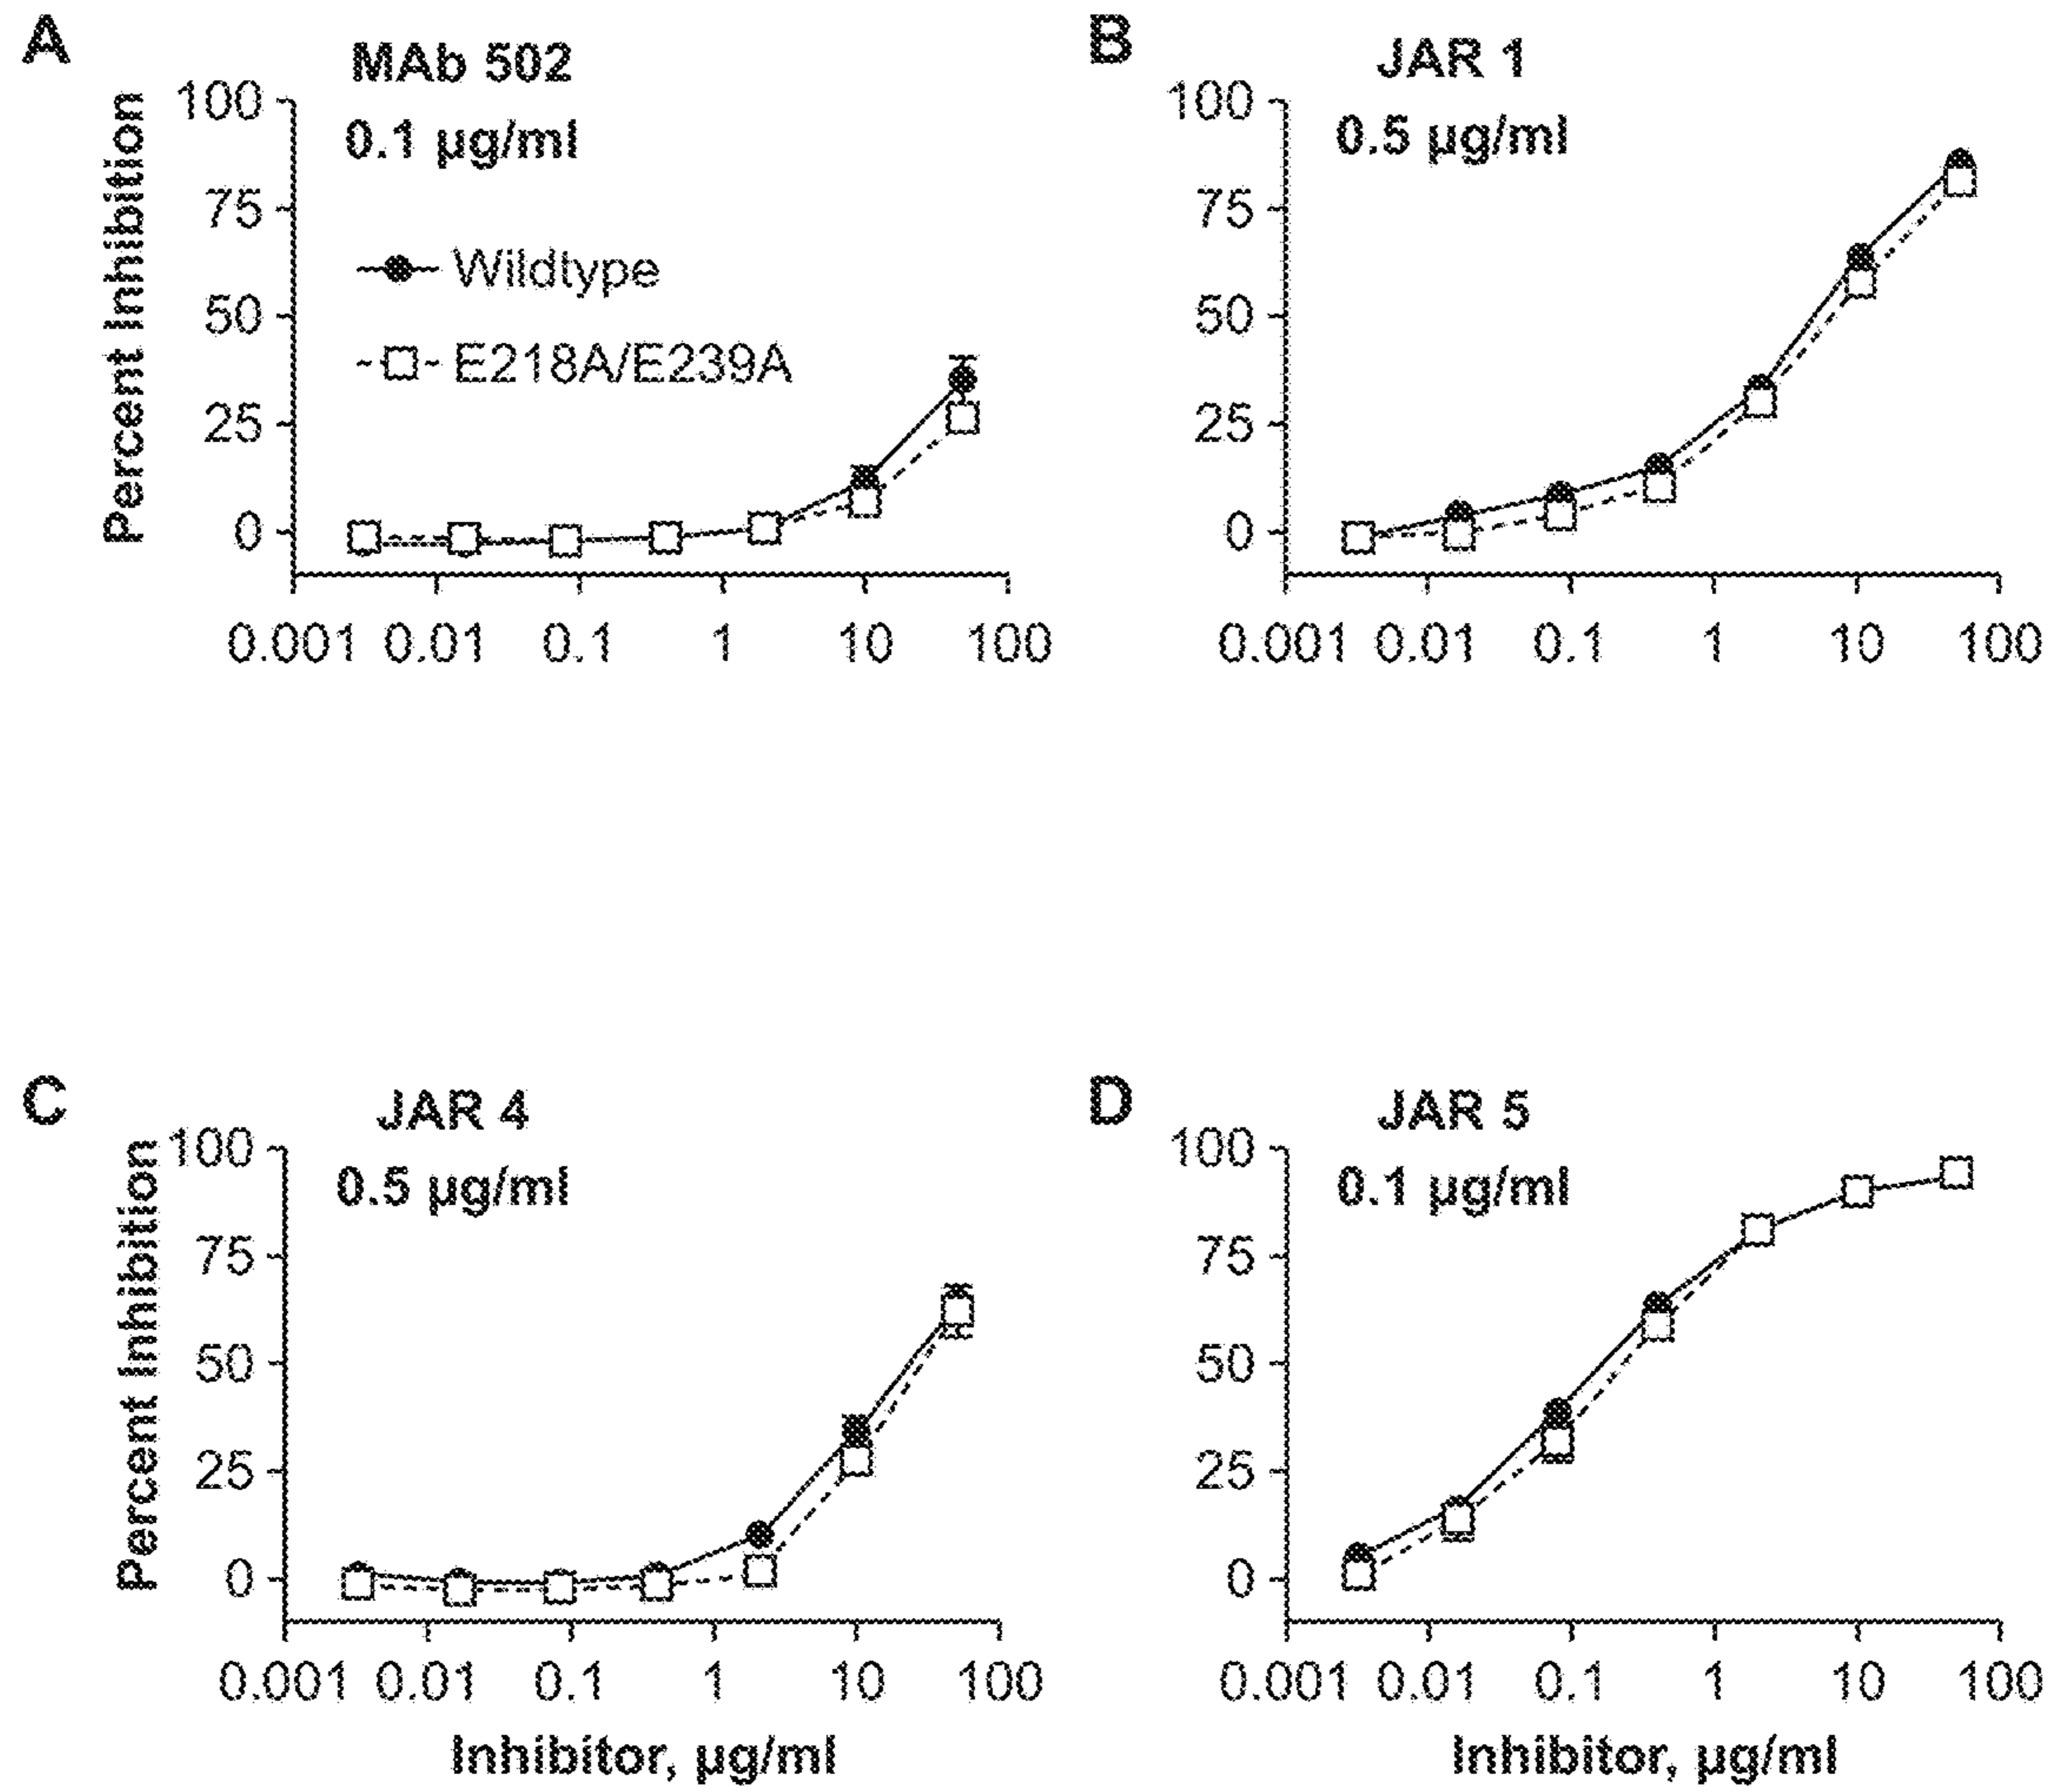 A
MAb 502
0.1 µg/ml
Percent Inhibition
100
75
50
25
0
Wildtype
E218A/E239A
0.001 0.01 0.1 1 10 100
B
JAR 1
0.5 µg/ml
100
75
50
25
0
0.001 0.01 0.1 1 10 100
C
JAR 4
0.5 µg/ml
Percent Inhibition
100
75
50
25
0
0.001 0.01 0.1 1 10 100
Inhibitor, µg/ml
D
JAR 5
0.1 µg/ml
100
75
50
25
0
0.001 0.01 0.1 1 10 100
Inhibitor, µg/ml